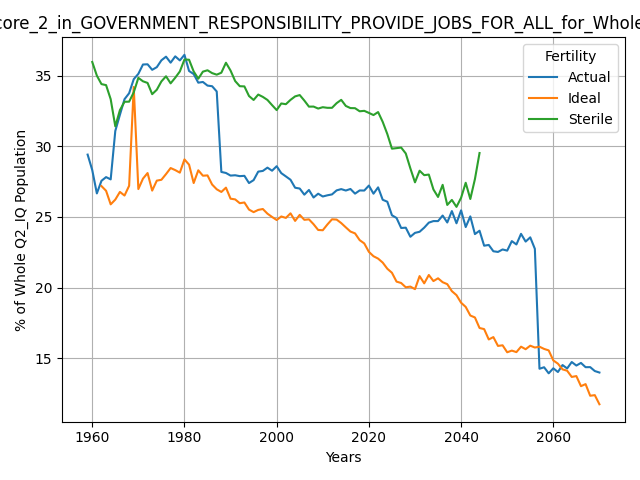 core_2_in_GOVERNMENT_RESPONSIBILITY_PROVIDE_JOBS_FOR_ALL_for_Whole
Fertility
Actual
Ideal
Sterile
% of Whole Q2_IQ Population
35
30
25
20
15
1960
1980
2000
2020
2040
2060
Years